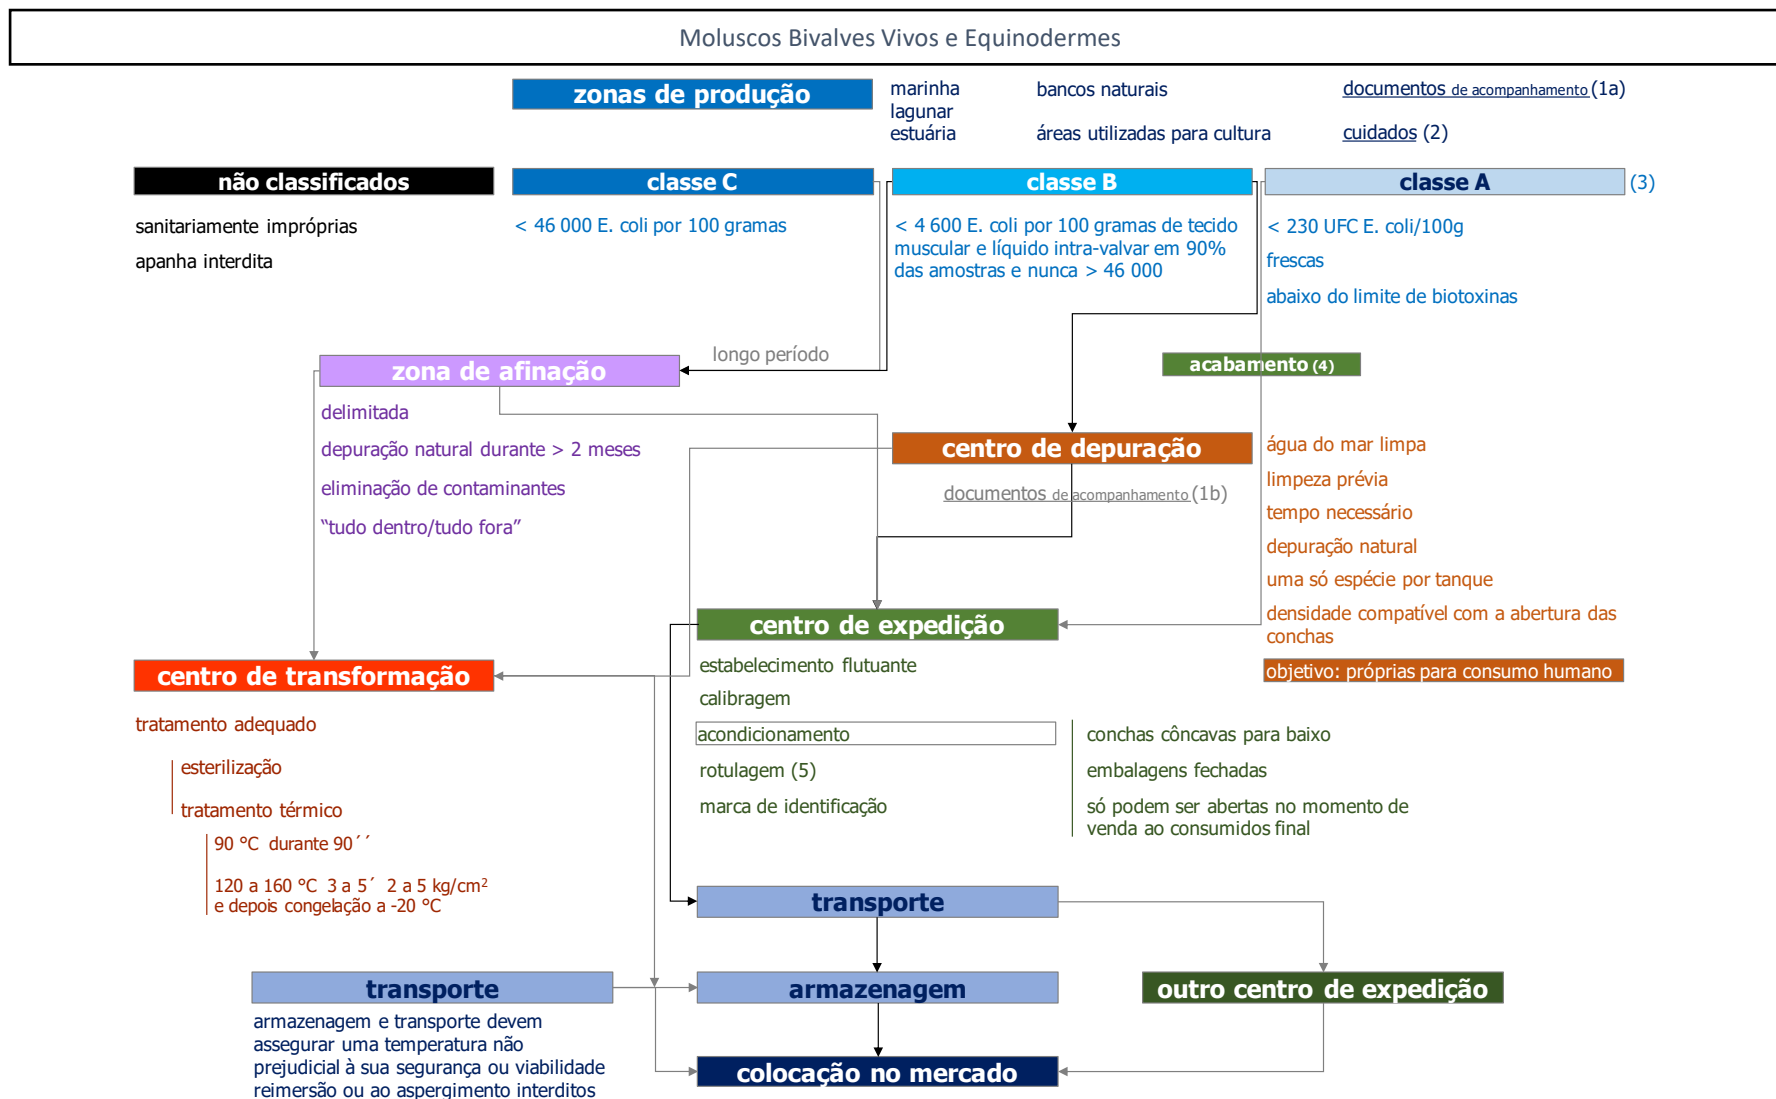 Moluscos Bivalves Vivos e Equinodermes
zonas de produção
marinha
lagunar
estuária
bancos naturais
áreas utilizadas para cultura
documentos de acompanhamento (1a)
cuidados (2)
não classificados
classe C
classe B
classe A
(3)
sanitariamente impróprias
apanha interdita
< 46 000 E. coli por 100 gramas
< 4 600 E. coli por 100 gramas de tecido
muscular e líquido intra-valvar em 90%
das amostras e nunca > 46 000
< 230 UFC E. coli/100g
frescas
abaixo do limite de biotoxinas
longo período
zona de afinação
acabamento (4)
delimitada
depuração natural durante > 2 meses
eliminação de contaminantes
“tudo dentro/tudo fora”
centro de depuração
documentos de acompanhamento (1b)
água do mar limpa
limpeza prévia
tempo necessário
depuração natural
uma só espécie por tanque
densidade compatível com a abertura das
conchas
objetivo: próprias para consumo humano
centro de expedição
estabelecimento flutuante
calibragem
acondicionamento
rotulagem (5)
marca de identificação
conchas côncavas para baixo
embalagens fechadas
só podem ser abertas no momento de
venda ao consumidos final
centro de transformação
tratamento adequado
esterilização
tratamento térmico
90 °C durante 90´´
120 a 160 °C 3 a 5´ 2 a 5 kg/cm²
e depois congelação a -20 °C
transporte
transporte
armazenagem
outro centro de expedição
armazenagem e transporte devem
assegurar uma temperatura não
prejudicial à sua segurança ou viabilidade
reimersão ou ao aspergimento interditos
colocação no mercado